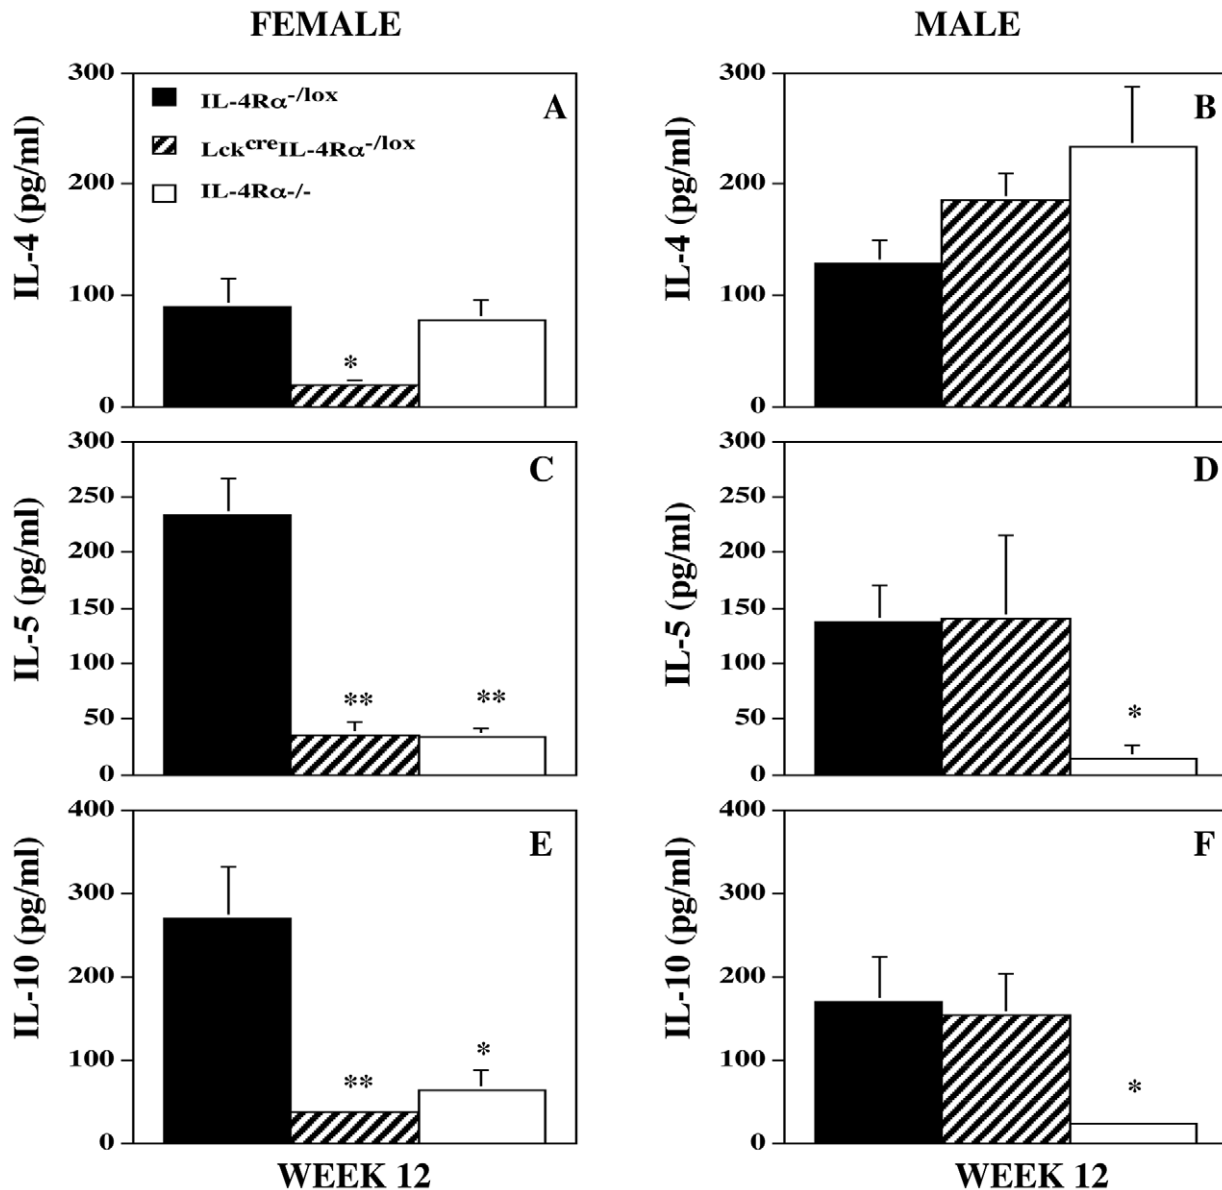 FEMALE
MALE
IL-4 (pg/ml)
300
200
100
0
A
IL-4Rα-/lox
LckcreIL-4Rα-/lox
IL-4Rα-/-
*
IL-4 (pg/ml)
300
200
100
0
B
IL-5 (pg/ml)
300
250
200
150
100
50
0
C
**
**
IL-5 (pg/ml)
300
250
200
150
100
50
0
D
*
IL-10 (pg/ml)
400
300
200
100
0
E
**
*
IL-10 (pg/ml)
400
300
200
100
0
F
*
WEEK 12
WEEK 12